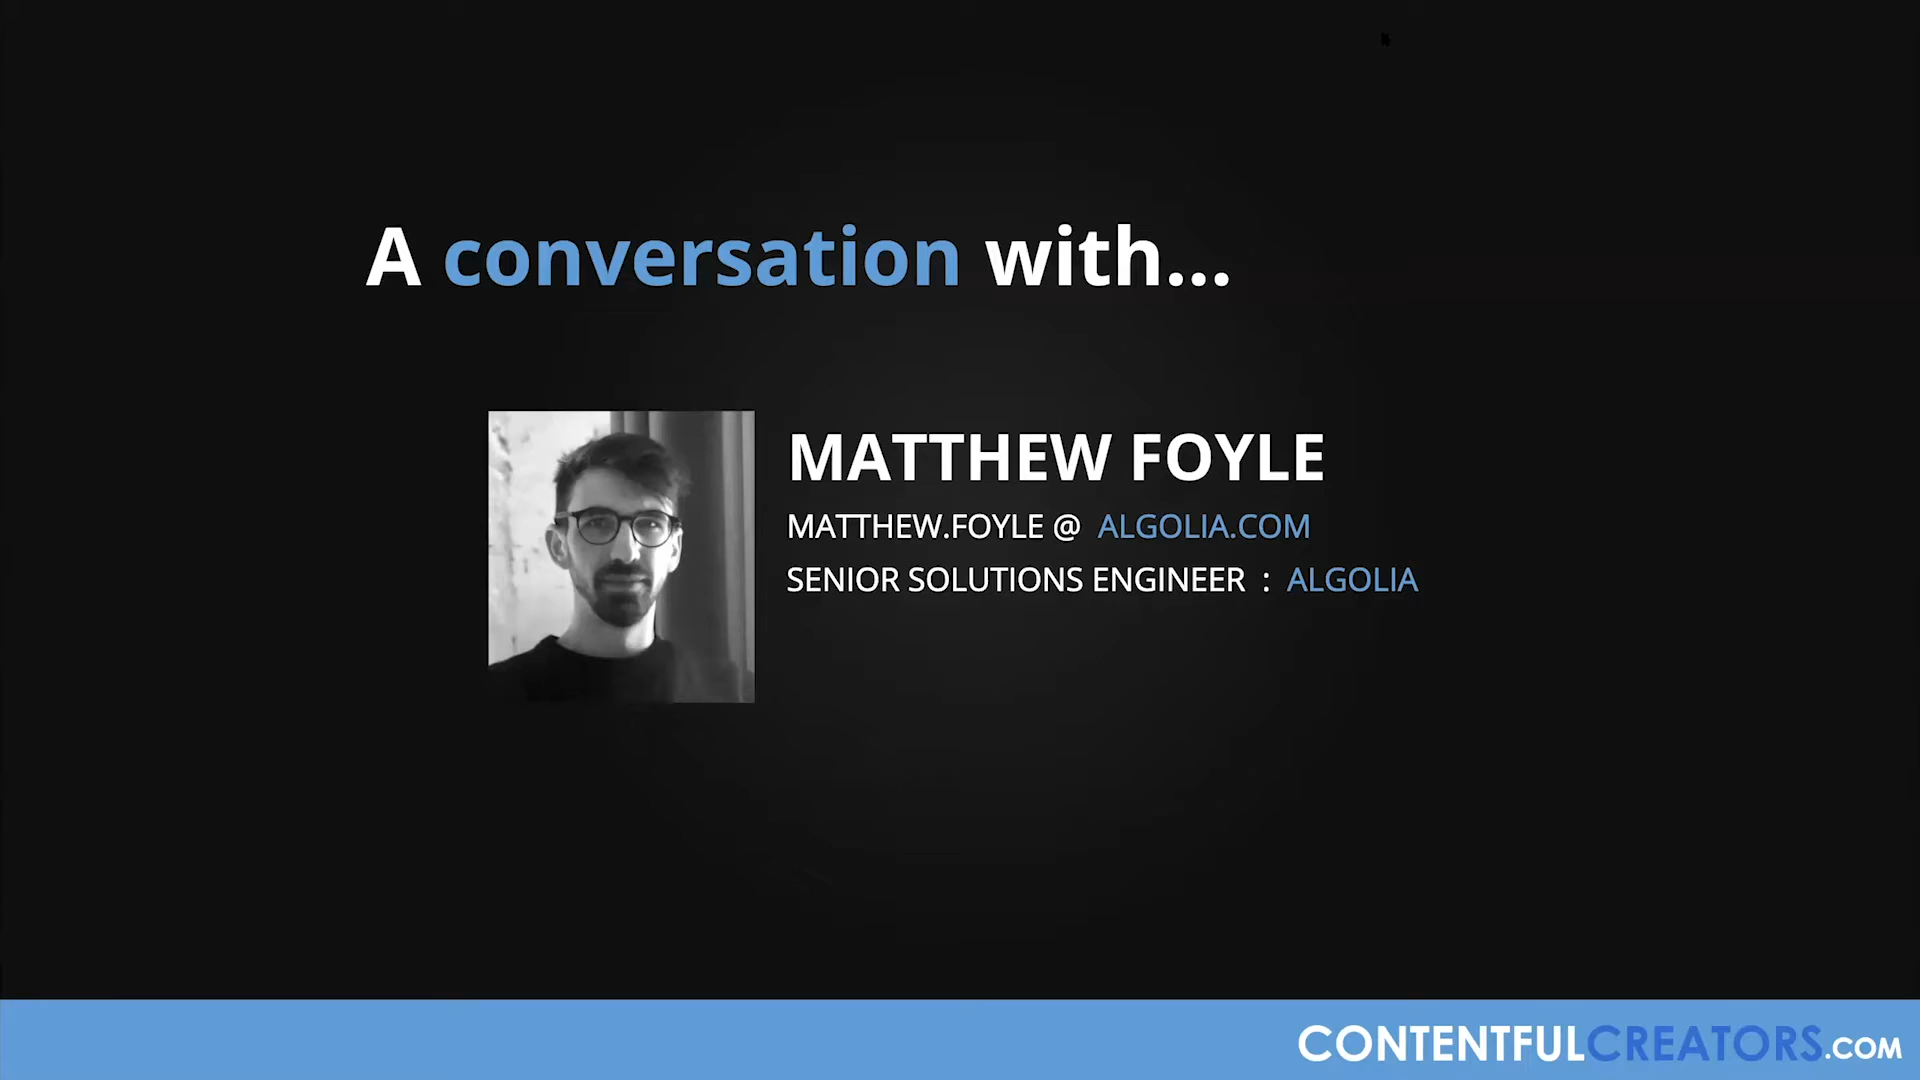 A conversation with...
MATTHEW FOYLE
MATTHEW.FOYLE @ ALGOLIA.COM
SENIOR SOLUTIONS ENGINEER : ALGOLIA
CONTENTFULCREATORS.COM